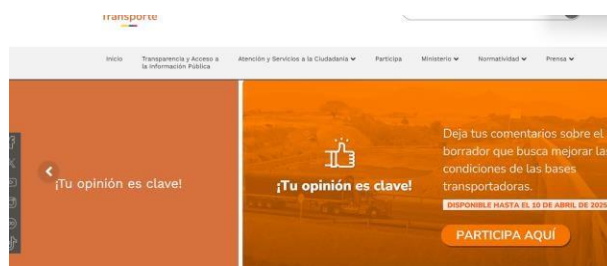 Transporte
Inicio
Transparencia y Acceso a
la Información Pública
Atención y Servicios a la Ciudadanía
Participa
Ministerio
Normatividad
Prensa
¡Tu opinión es clave!
¡Tu opinión es clave!
Deja tus comentarios sobre el
borrador que busca mejorar las
condiciones de las bases
transportadoras.
DISPONIBLE HASTA EL 10 DE ABRIL DE 2025
PARTICIPA AQUÍ